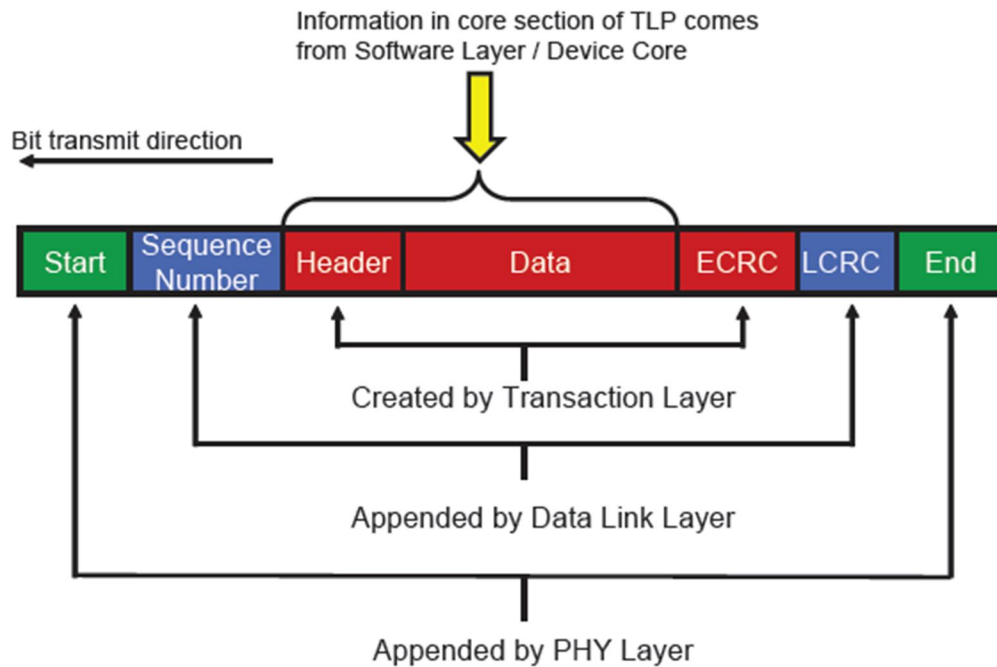 Information in core section of TLP comes
from Software Layer / Device Core
Bit transmit direction
Start
Sequence
Number
Header
Data
ECRC
LCRC
End
Created by Transaction Layer
Appended by Data Link Layer
Appended by PHY Layer